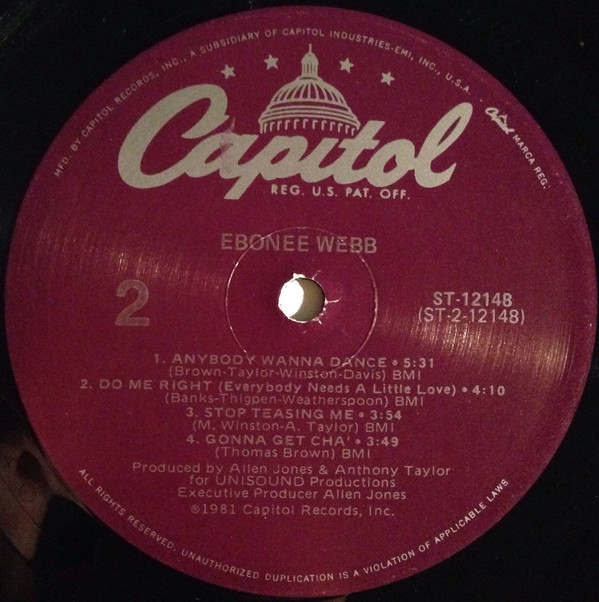 MFD. BY CAPITOL RECORDS, INC., A SUBSIDIARY OF CAPITOL INDUSTRIES-EMI, INC., U.S.A. · Capitol MARCA REG.
Capitol
REG. U.S. PAT. OFF.
EBONEE WEBB
2
ST-12148
(ST-2-12148)
1. ANYBODY WANNA DANCE • 5:31
(Brown-Taylor-Winston-Davis) BMI
2. DO ME RIGHT (Everybody Needs A Little Love) • 4:10
(Banks-Thigpen-Weatherspoon) BMI
3. STOP TEASING ME • 3:54
(M. Winston-A. Taylor) BMI
4. GONNA GET CHA' • 3:49
(Thomas Brown) BMI
Produced by Allen Jones & Anthony Taylor
for UNISOUND Productions
Executive Producer Allen Jones
℗1981 Capitol Records, Inc.
ALL RIGHTS RESERVED. UNAUTHORIZED DUPLICATION IS A VIOLATION OF APPLICABLE LAWS